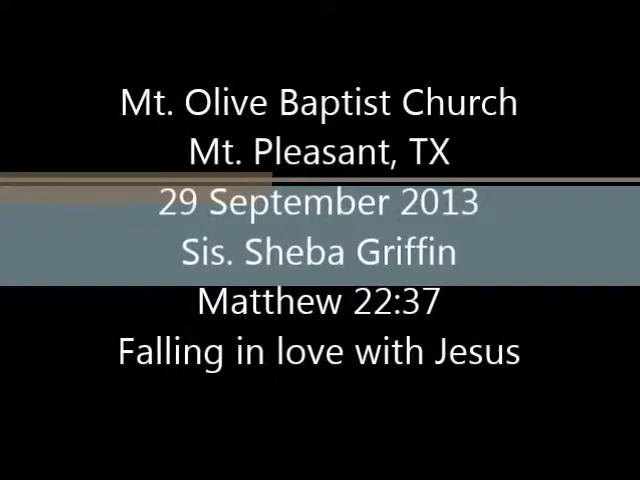 Mt. Olive Baptist Church
Mt. Pleasant, TX
29 September 2013
Sis. Sheba Griffin
Matthew 22:37
Falling in love with Jesus